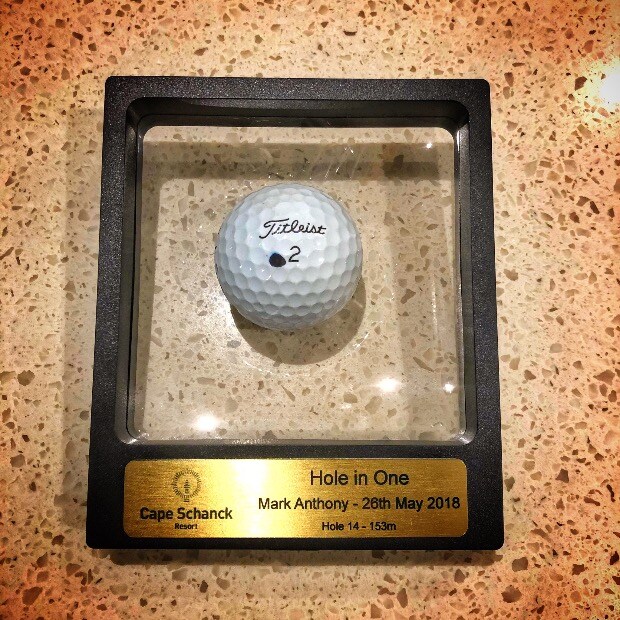 Titleist
2
Cape Schanck
Resort
Hole in One
Mark Anthony - 26th May 2018
Hole 14 - 153m